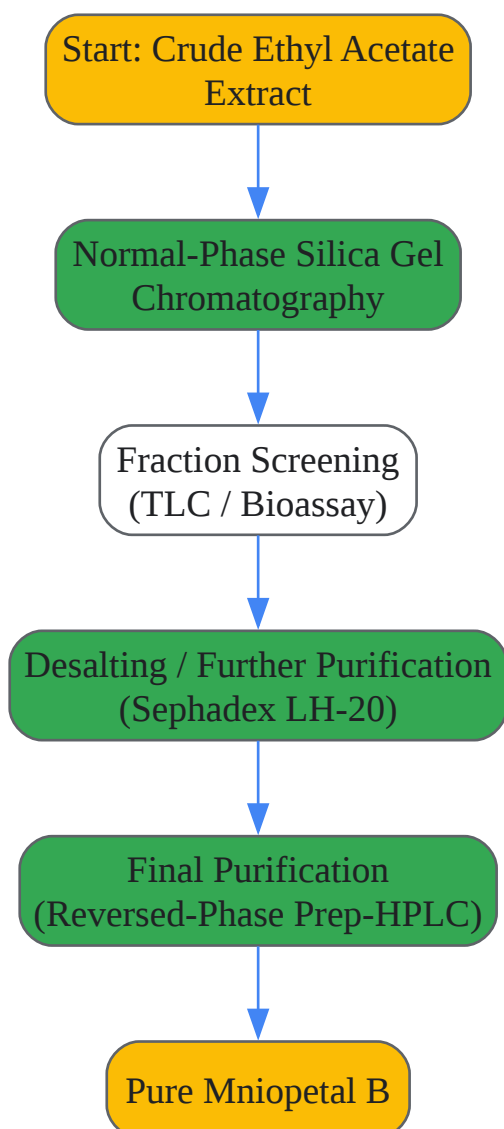 Start: Crude Ethyl Acetate
Extract
Normal-Phase Silica Gel
Chromatography
Fraction Screening
(TLC / Bioassay)
Desalting / Further Purification
(Sephadex LH-20)
Final Purification
(Reversed-Phase Prep-HPLC)
Pure Mniopetal B